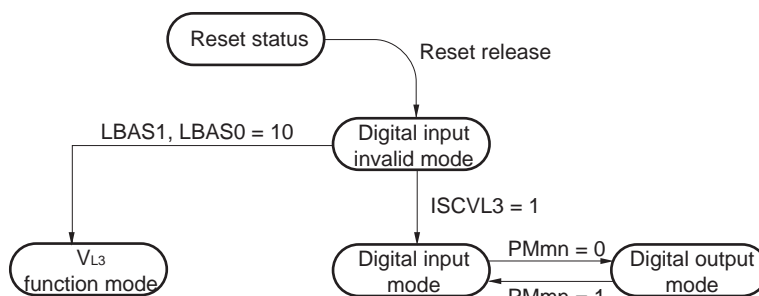 Reset status
Reset release
LBAS1, LBAS0 = 10
Digital input
invalid mode
ISCVL3 = 1
VL3
function mode
Digital input
mode
PMmn = 0
Digital output
mode
PMmn = 1